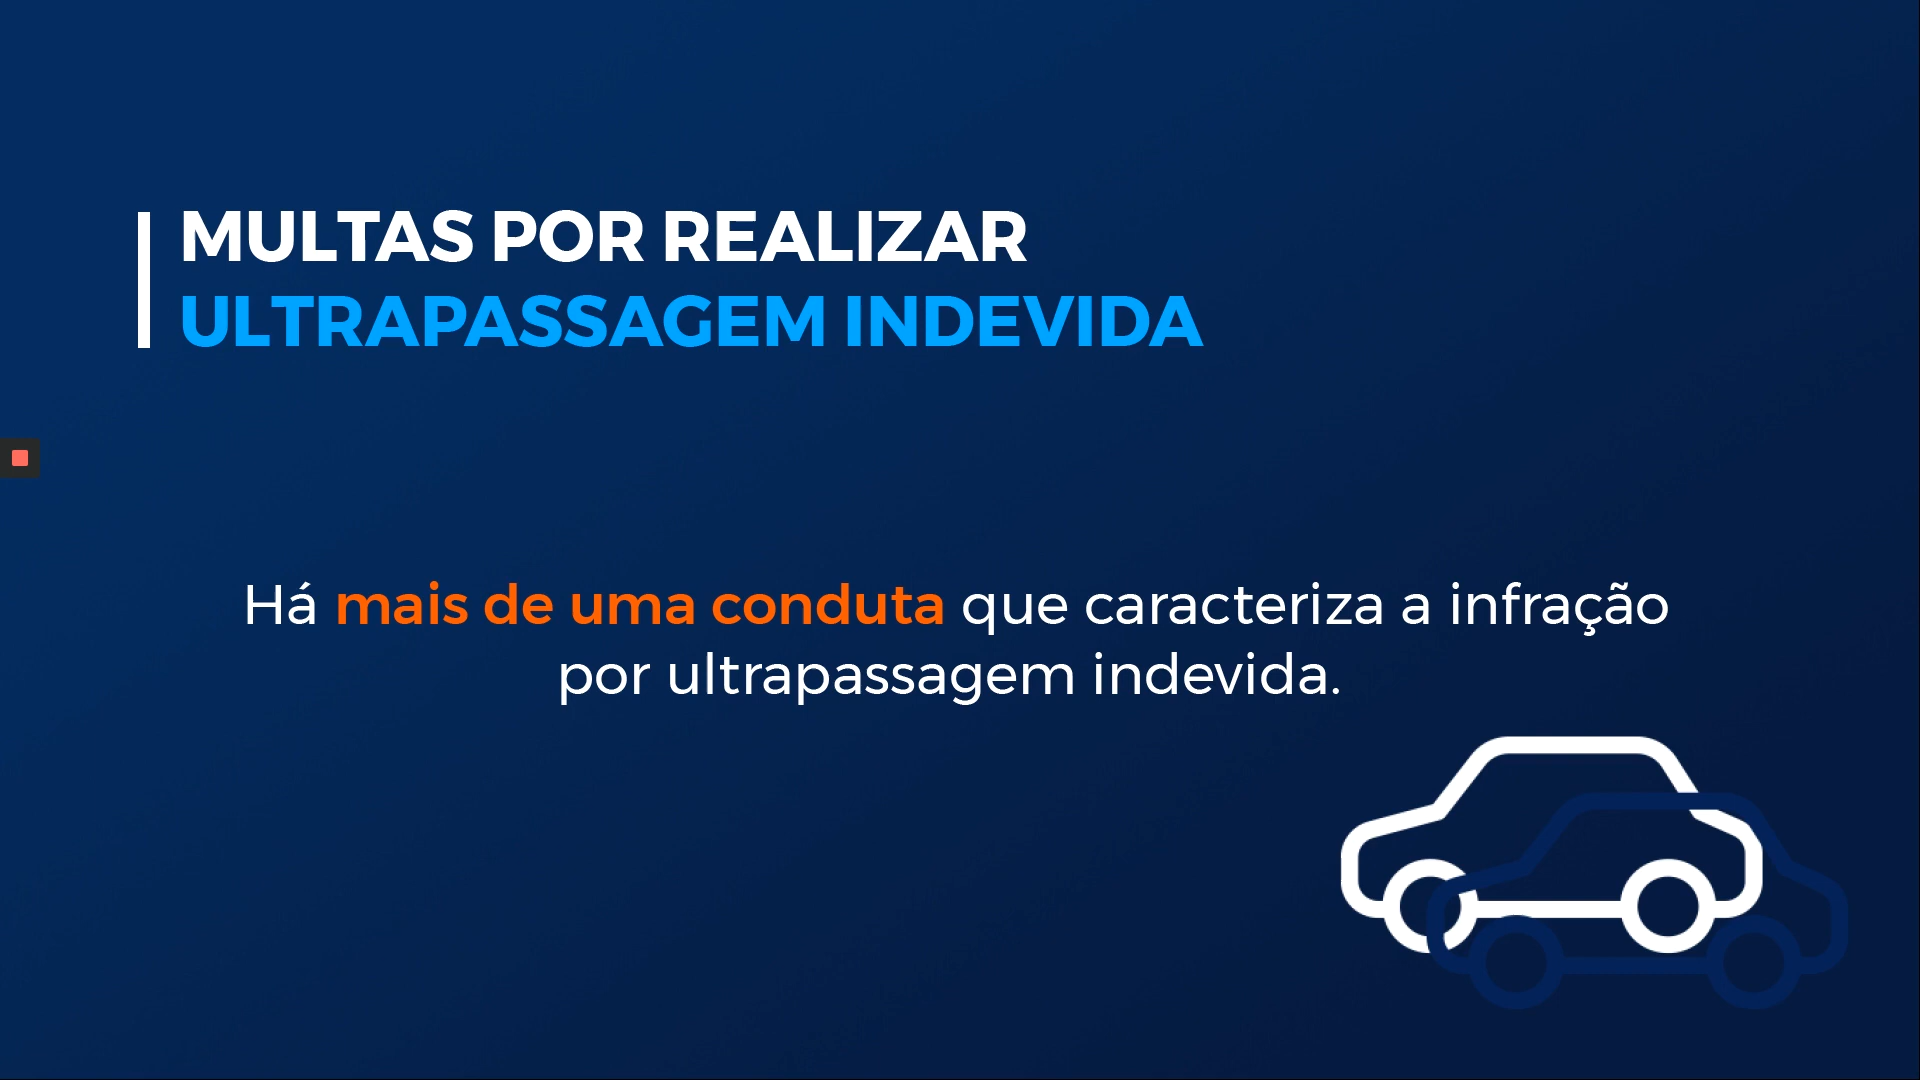 MULTAS POR REALIZAR
ULTRAPASSAGEM INDEVIDA
Há mais de uma conduta que caracteriza a infração
por ultrapassagem indevida.